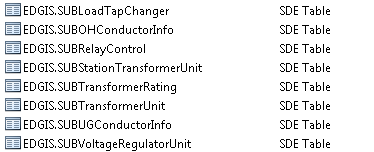 EDGIS.SUBLoadTapChanger SDE Table
EDGIS.SUBOHConductorInfo SDE Table
EDGIS.SUBRelayControl SDE Table
EDGIS.SUBStationTransformerUnit SDE Table
EDGIS.SUBTransformerRating SDE Table
EDGIS.SUBTransformerUnit SDE Table
EDGIS.SUBUGConductorInfo SDE Table
EDGIS.SUBVoltageRegulatorUnit SDE Table